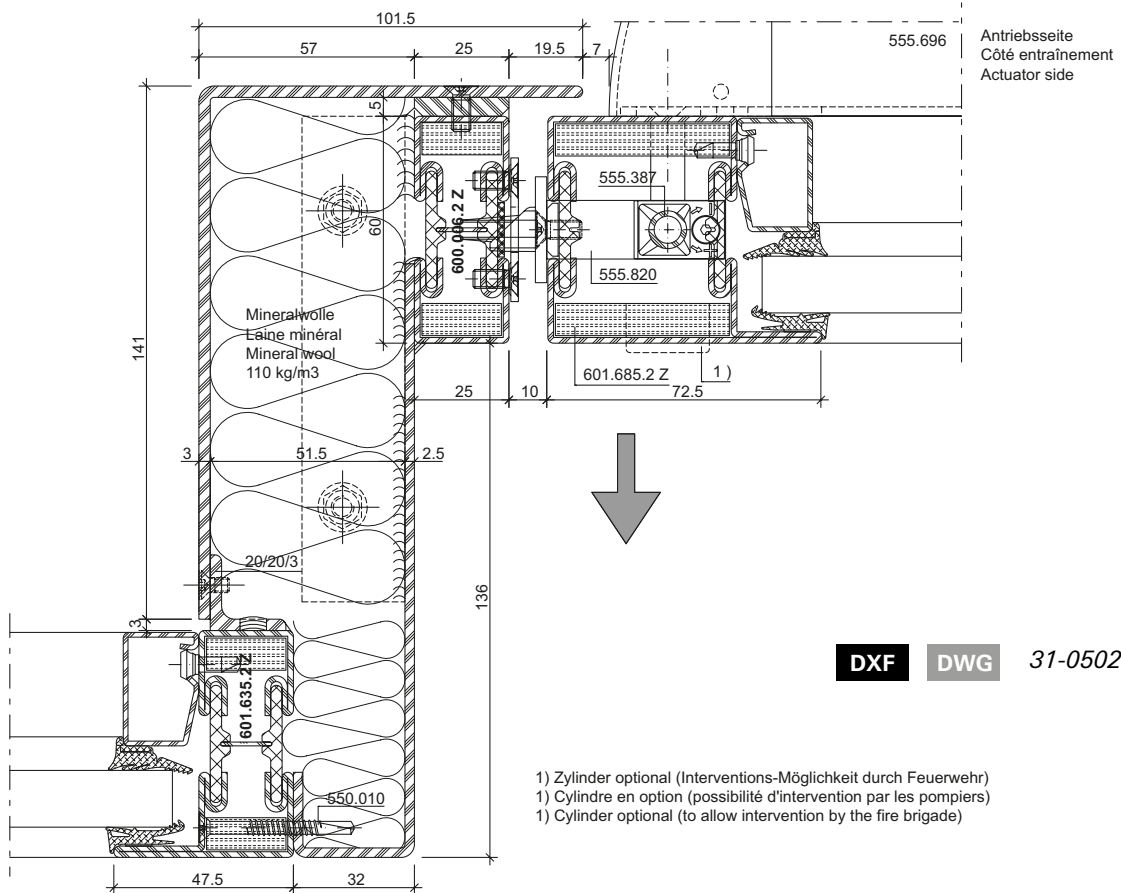 101.5
57
25
19.5
7
555.696
Antriebsseite
Côté entraînement
Actuator side
5
60
600.006.2 Z
555.387
555.820
141
Mineralwolle
Laine minéral
Mineral wool
110 kg/m3
601.685.2 Z
1 )
25
10
72.5
3
51.5
2.5
20/20/3
136
3
601.635.2 Z
DXF
DWG
31-0502
550.010
1) Zylinder optional (Interventions-Möglichkeit durch Feuerwehr)
1) Cylindre en option (possibilité d'intervention par les pompiers)
1) Cylinder optional (to allow intervention by the fire brigade)
47.5
32